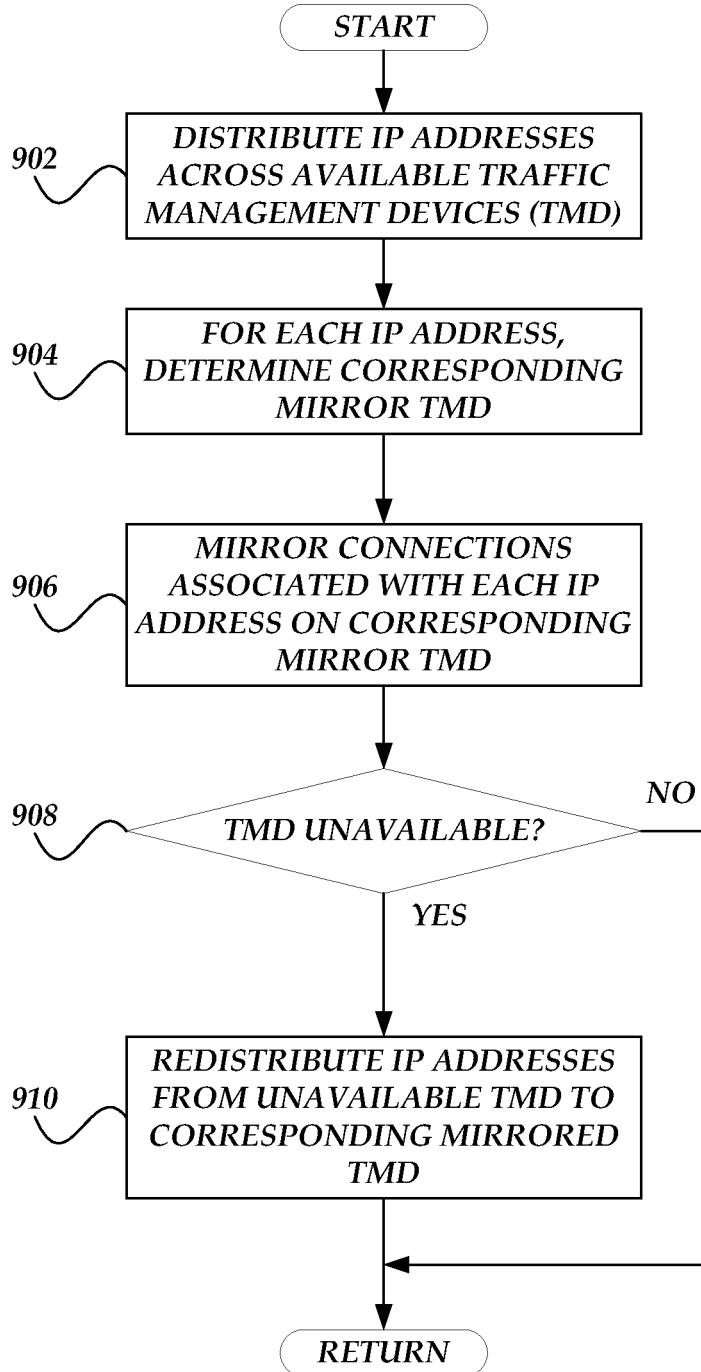 START
902
DISTRIBUTE IP ADDRESSES
ACROSS AVAILABLE TRAFFIC
MANAGEMENT DEVICES (TMD)
904
FOR EACH IP ADDRESS,
DETERMINE CORRESPONDING
MIRROR TMD
906
MIRROR CONNECTIONS
ASSOCIATED WITH EACH IP
ADDRESS ON CORRESPONDING
MIRROR TMD
908
TMD UNAVAILABLE?
NO
YES
910
REDISTRIBUTE IP ADDRESSES
FROM UNAVAILABLE TMD TO
CORRESPONDING MIRRORED
TMD
RETURN